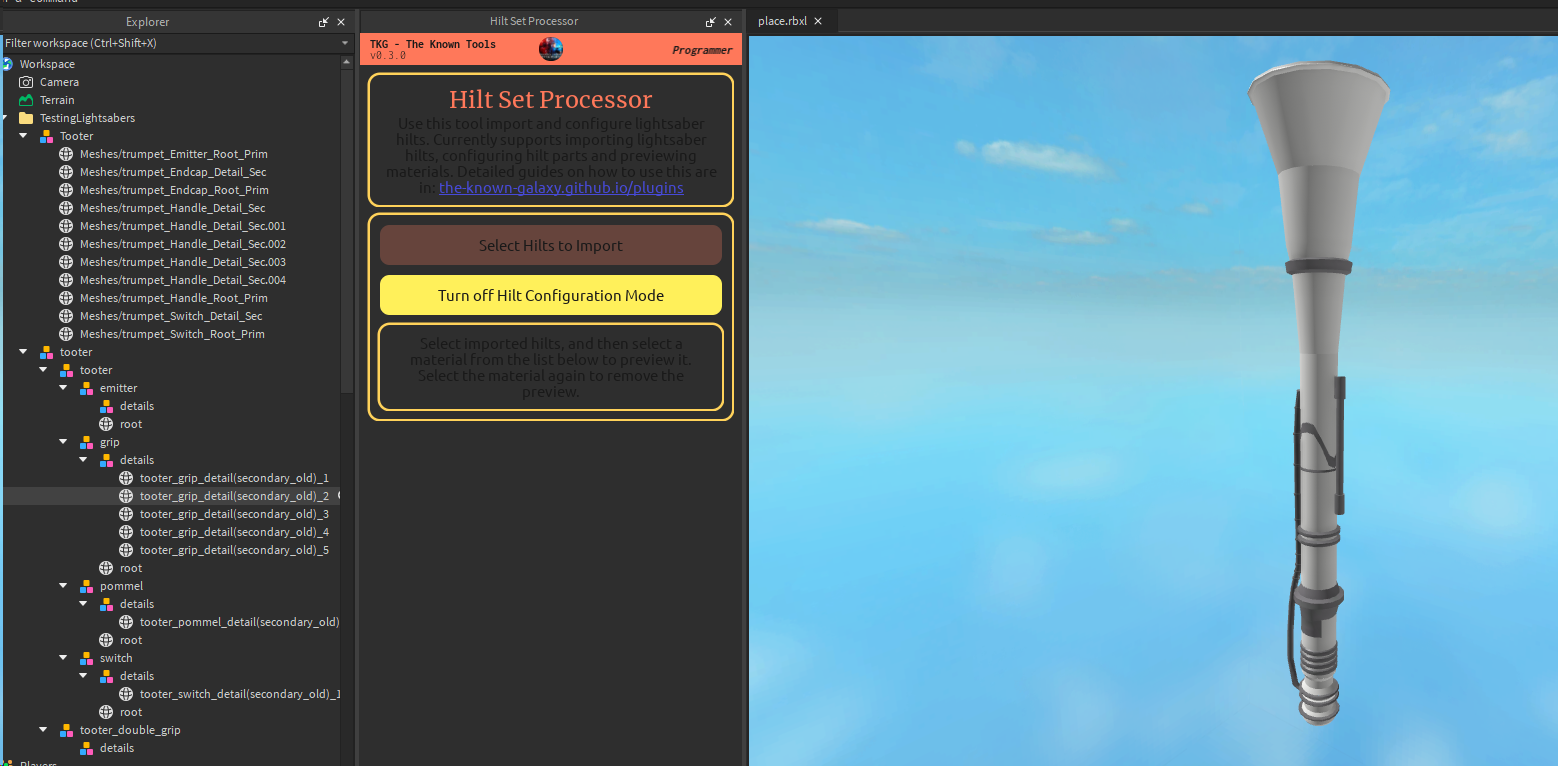 Explorer
Filter workspace (Ctrl+Shift+X)
Workspace
Camera
Terrain
TestingLightsabers
Tooter
Meshes/trumpet_Emitter_Root_Prim
Meshes/trumpet_Endcap_Detail_Sec
Meshes/trumpet_Endcap_Root_Prim
Meshes/trumpet_Handle_Detail_Sec
Meshes/trumpet_Handle_Detail_Sec.001
Meshes/trumpet_Handle_Detail_Sec.002
Meshes/trumpet_Handle_Detail_Sec.003
Meshes/trumpet_Handle_Detail_Sec.004
Meshes/trumpet_Handle_Root_Prim
Meshes/trumpet_Switch_Detail_Sec
Meshes/trumpet_Switch_Root_Prim
tooter
tooter
emitter
details
root
grip
details
tooter_grip_detail(secondary_old)_1
tooter_grip_detail(secondary_old)_2
tooter_grip_detail(secondary_old)_3
tooter_grip_detail(secondary_old)_4
tooter_grip_detail(secondary_old)_5
root
pommel
details
tooter_pommel_detail(secondary_old)
root
switch
details
tooter_switch_detail(secondary_old)_1
root
tooter_double_grip
details
Hilt Set Processor
TKG - The Known Tools
v0.3.0
Programmer
Hilt Set Processor
Use this tool import and configure lightsaber
hilts. Currently supports importing lightsaber
hilts, configuring hilt parts and previewing
materials. Detailed guides on how to use this are
in: the-known-galaxy.github.io/plugins
Select Hilts to Import
Turn off Hilt Configuration Mode
Select imported hilts, and then select a
material from the list below to preview it.
Select the material again to remove the
preview.
place.rbxl